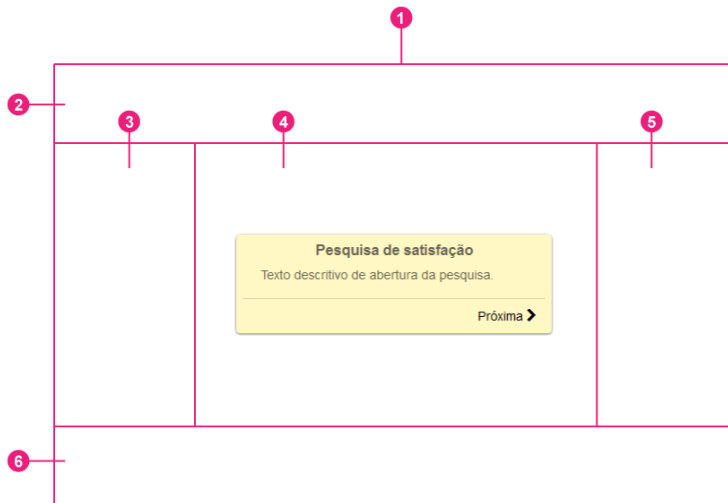 1
2
3
4
5
Pesquisa de satisfação
Texto descritivo de abertura da pesquisa.
Próxima
6